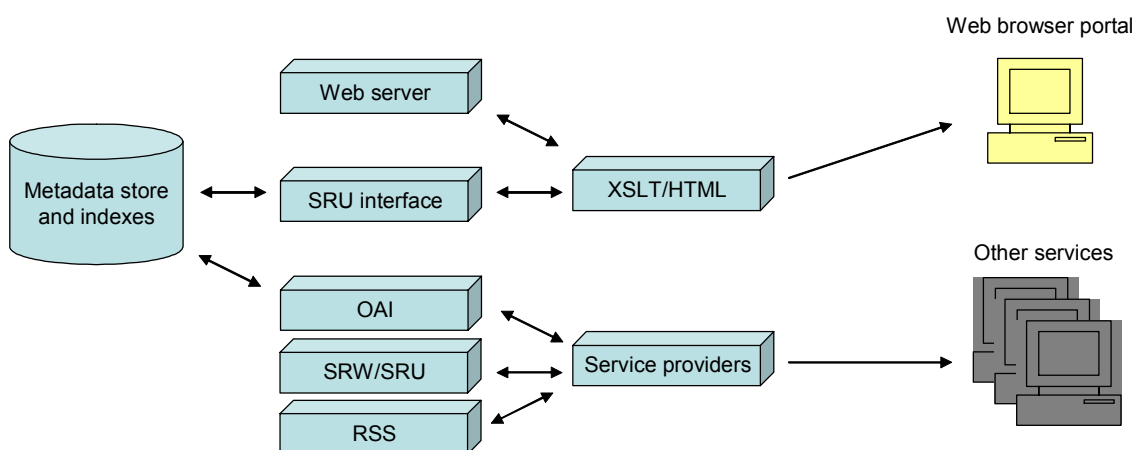 Web browser portal
Web server
Metadata store
and indexes
SRU interface
XSLT/HTML
Other services
OAI
SRW/SRU
Service providers
RSS